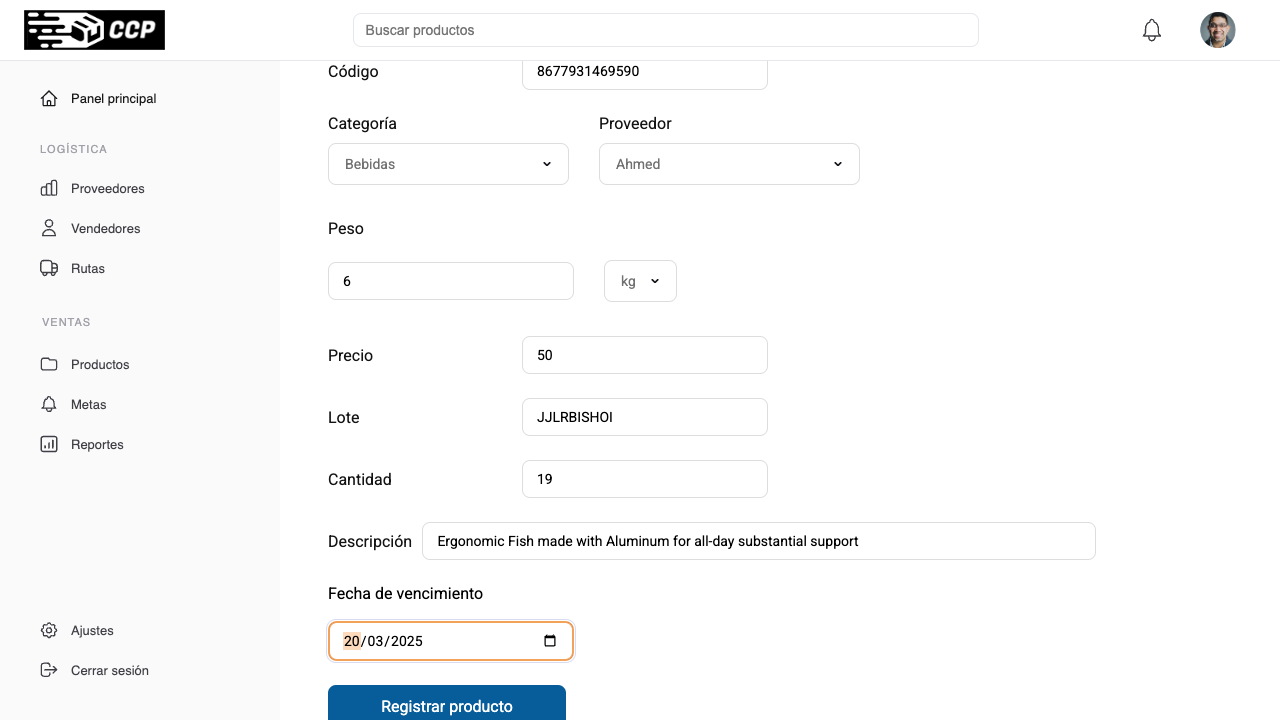 CCP
Buscar productos
Código
8677931469590
Panel principal
Categoría
Proveedor
LOGÍSTICA
Bebidas
Ahmed
Proveedores
Vendedores
Peso
Rutas
6
kg
VENTAS
Precio
50
Productos
Metas
Lote
JJLRBISHOI
Reportes
Cantidad
19
Descripción
Ergonomic Fish made with Aluminum for all-day substantial support
Fecha de vencimiento
20/03/2025
Ajustes
Cerrar sesión
Registrar producto